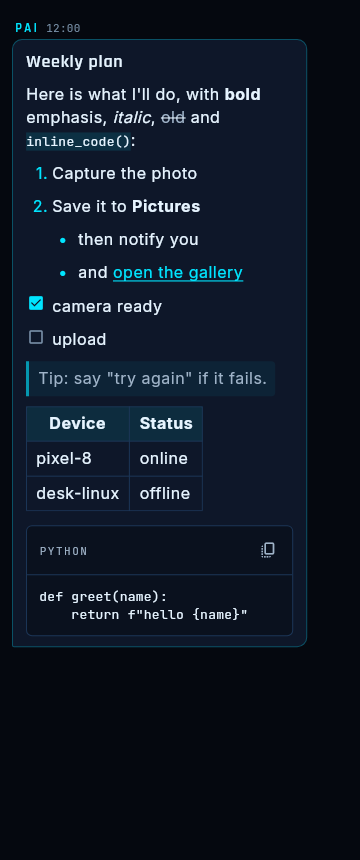 PAI 12:00
Weekly plan
Here is what I'll do, with bold
emphasis, italic, old and
inline_code():
1. Capture the photo
2. Save it to Pictures
• then notify you
• and open the gallery
camera ready
upload
Tip: say "try again" if it fails.
Device Status
pixel-8 online
desk-linux offline
PYTHON
def greet(name):
    return f"hello {name}"